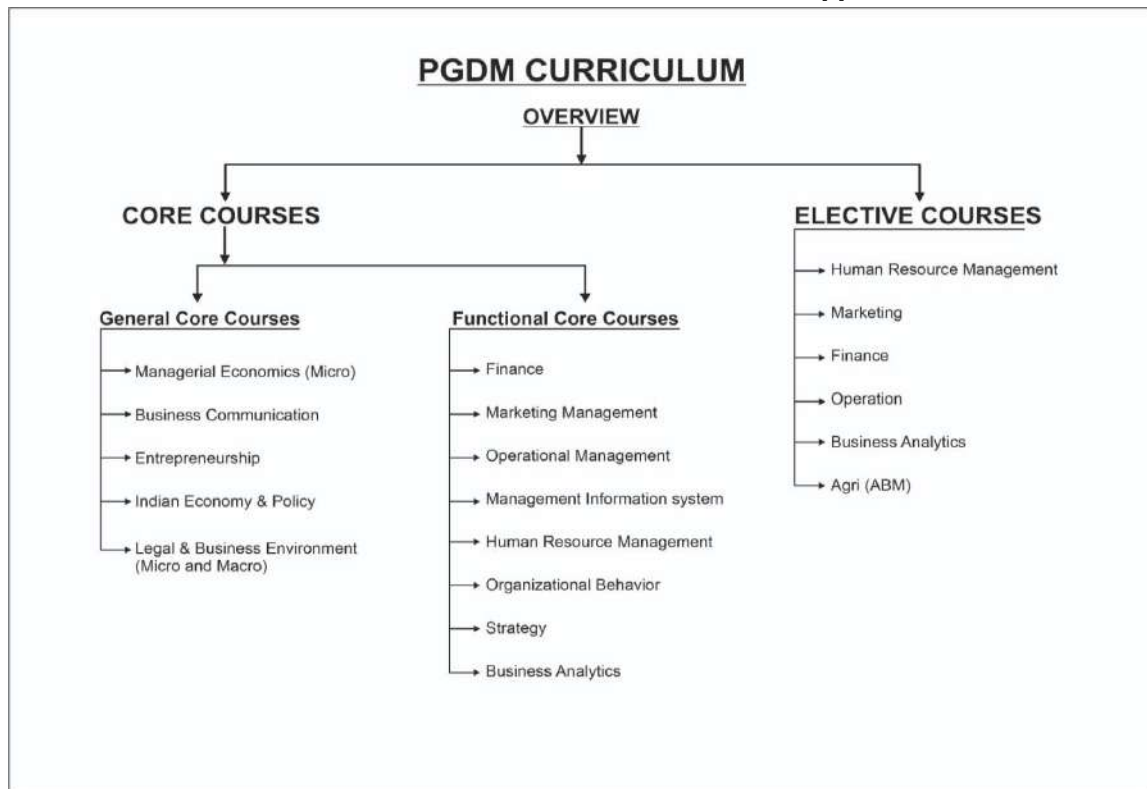 PGDM CURRICULUM
OVERVIEW
CORE COURSES
General Core Courses
Managerial Economics (Micro)
Business Communication
Entrepreneurship
Indian Economy & Policy
Legal & Business Environment
(Micro and Macro)
Functional Core Courses
Finance
Marketing Management
Operational Management
Management Information system
Human Resource Management
Organizational Behavior
Strategy
Business Analytics
ELECTIVE COURSES
Human Resource Management
Marketing
Finance
Operation
Business Analytics
Agri (ABM)